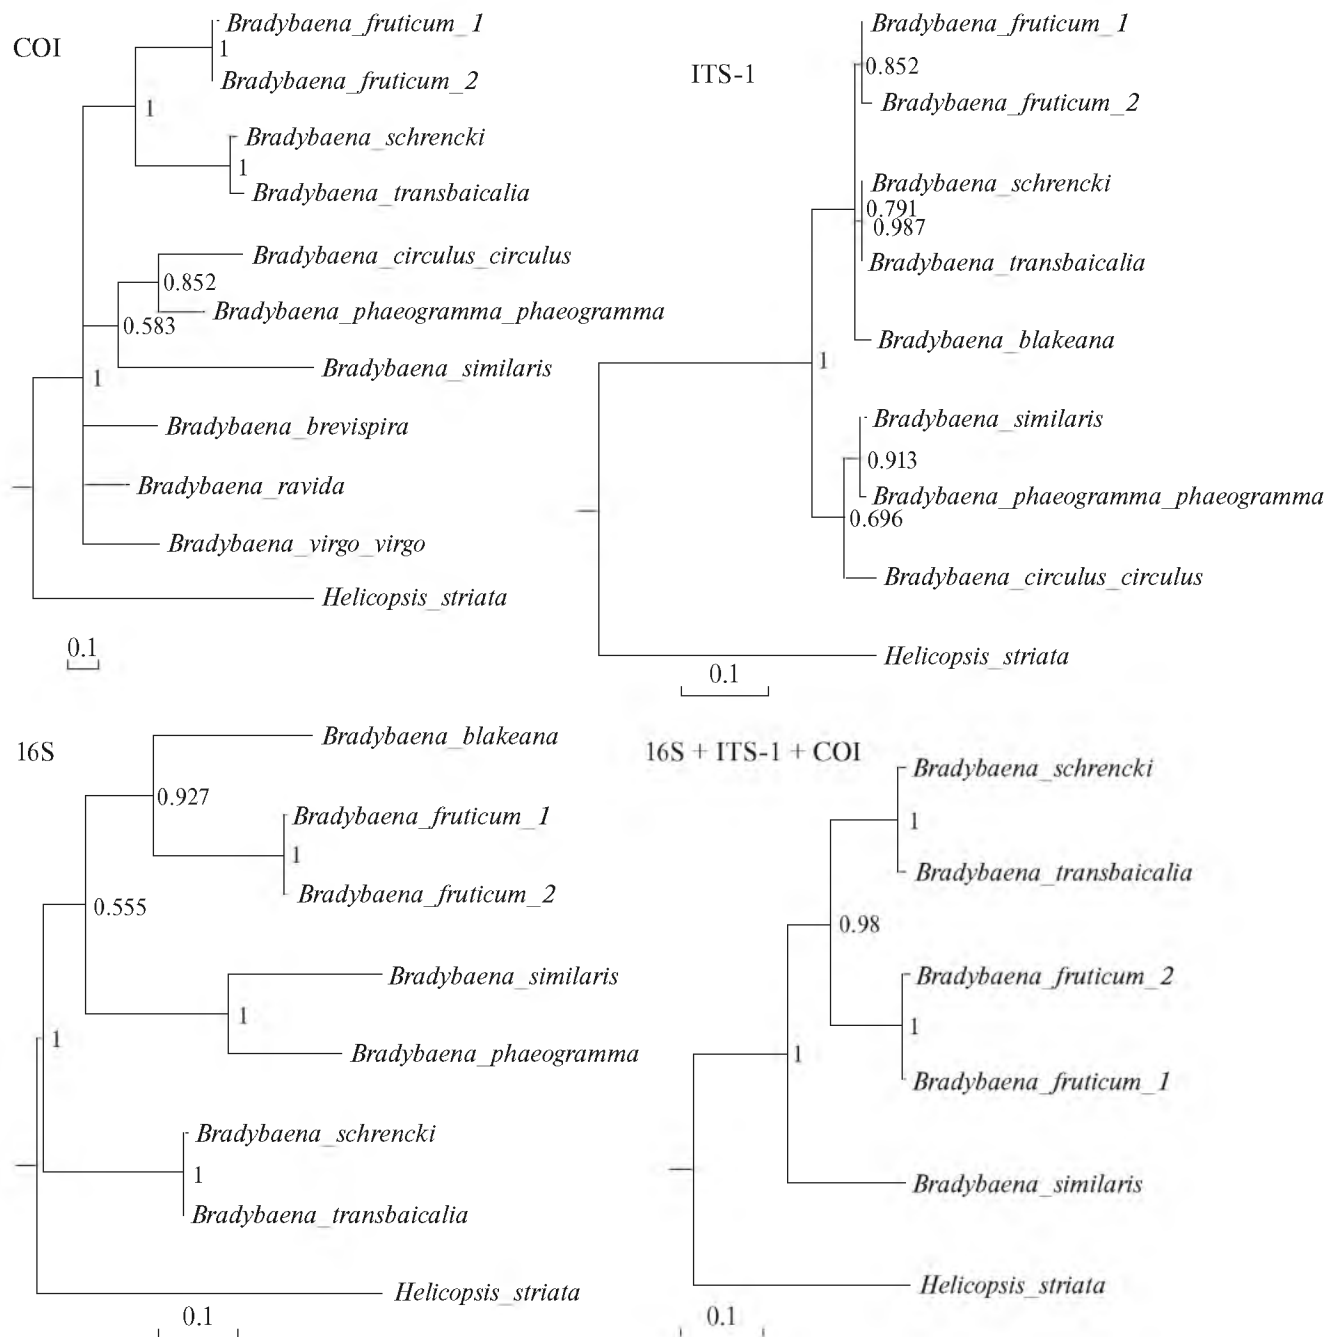 COI
Bradybaena_fruticum_1
1
Bradybaena_fruticum_2
1
Bradybaena_schrencki
1
Bradybaena_transbaicalia
Bradybaena_circulus_circulus
0.852
Bradybaena_phaeogramma_phaeogramma
0.583
Bradybaena_similaris
1
Bradybaena_brevispira
Bradybaena_ravida
Bradybaena_virgo_virgo
Helicopsis_striata
0.1
ITS-1
Bradybaena_fruticum_1
0.852
Bradybaena_fruticum_2
Bradybaena_schrencki
0.791
0.987
Bradybaena_transbaicalia
Bradybaena_blakeana
1
Bradybaena_similaris
0.913
Bradybaena_phaeogramma_phaeogramma
0.696
Bradybaena_circulus_circulus
Helicopsis_striata
0.1
16S
Bradybaena_blakeana
0.927
Bradybaena_fruticum_1
1
Bradybaena_fruticum_2
0.555
Bradybaena_similaris
1
Bradybaena_phaeogramma
1
Bradybaena_schrencki
1
Bradybaena_transbaicalia
Helicopsis_striata
0.1
16S + ITS-1 + COI
Bradybaena_schrencki
1
Bradybaena_transbaicalia
0.98
Bradybaena_fruticum_2
1
Bradybaena_fruticum_1
1
Bradybaena_similaris
Helicopsis_striata
0.1